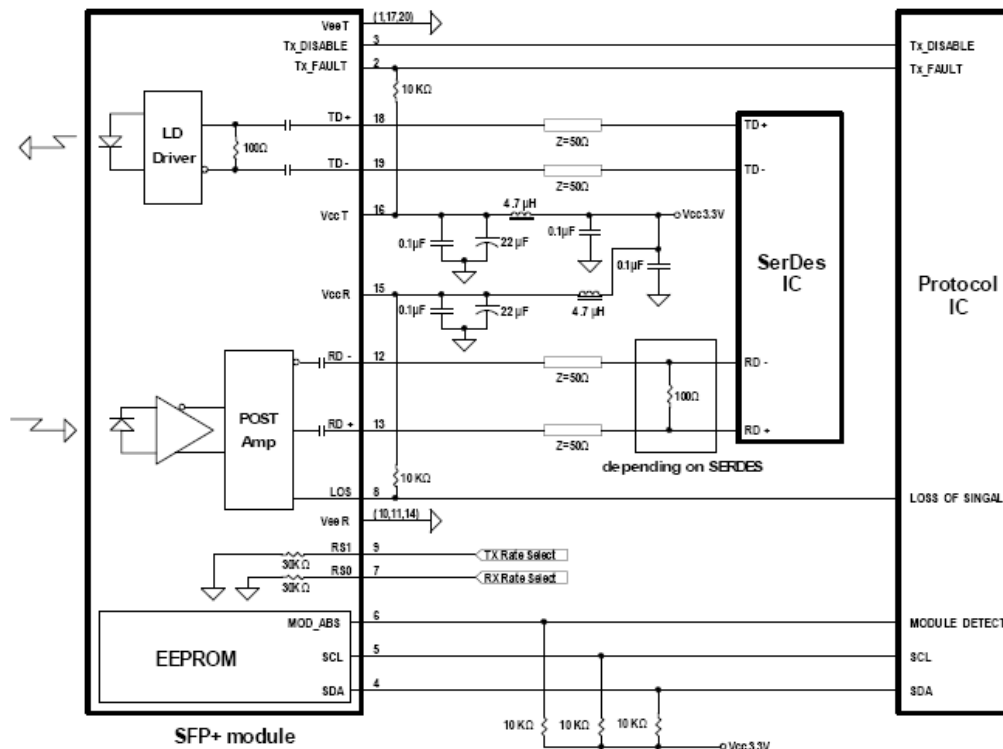 VeeT
(1,17,20)
Tx_DISABLE
3
Tx_DISABLE
Tx_FAULT
2
Tx_FAULT
10 KΩ
LD
Driver
100Ω
TD+
18
Z=50Ω
TD+
TD-
19
Z=50Ω
TD-
VccT
16
4.7 µH
Vcc3.3V
0.1µF
22 µF
0.1µF
0.1µF
SerDes
IC
Protocol
IC
VccR
15
0.1µF
22 µF
4.7 µH
RD -
12
Z=50Ω
RD -
POST
Amp
100Ω
RD +
13
Z=50Ω
RD +
depending on SERDES
10 KΩ
LOS
8
LOSS OF SINGAL
VeeR
(10,11,14)
RS1
9
TX Rate Select
30KΩ
RS0
7
RX Rate Select
30KΩ
MOD_ABS
6
MODULE DETECT
EEPROM
SCL
5
SCL
SDA
4
SDA
10 KΩ
10 KΩ
10 KΩ
Vcc3.3V
SFP+ module